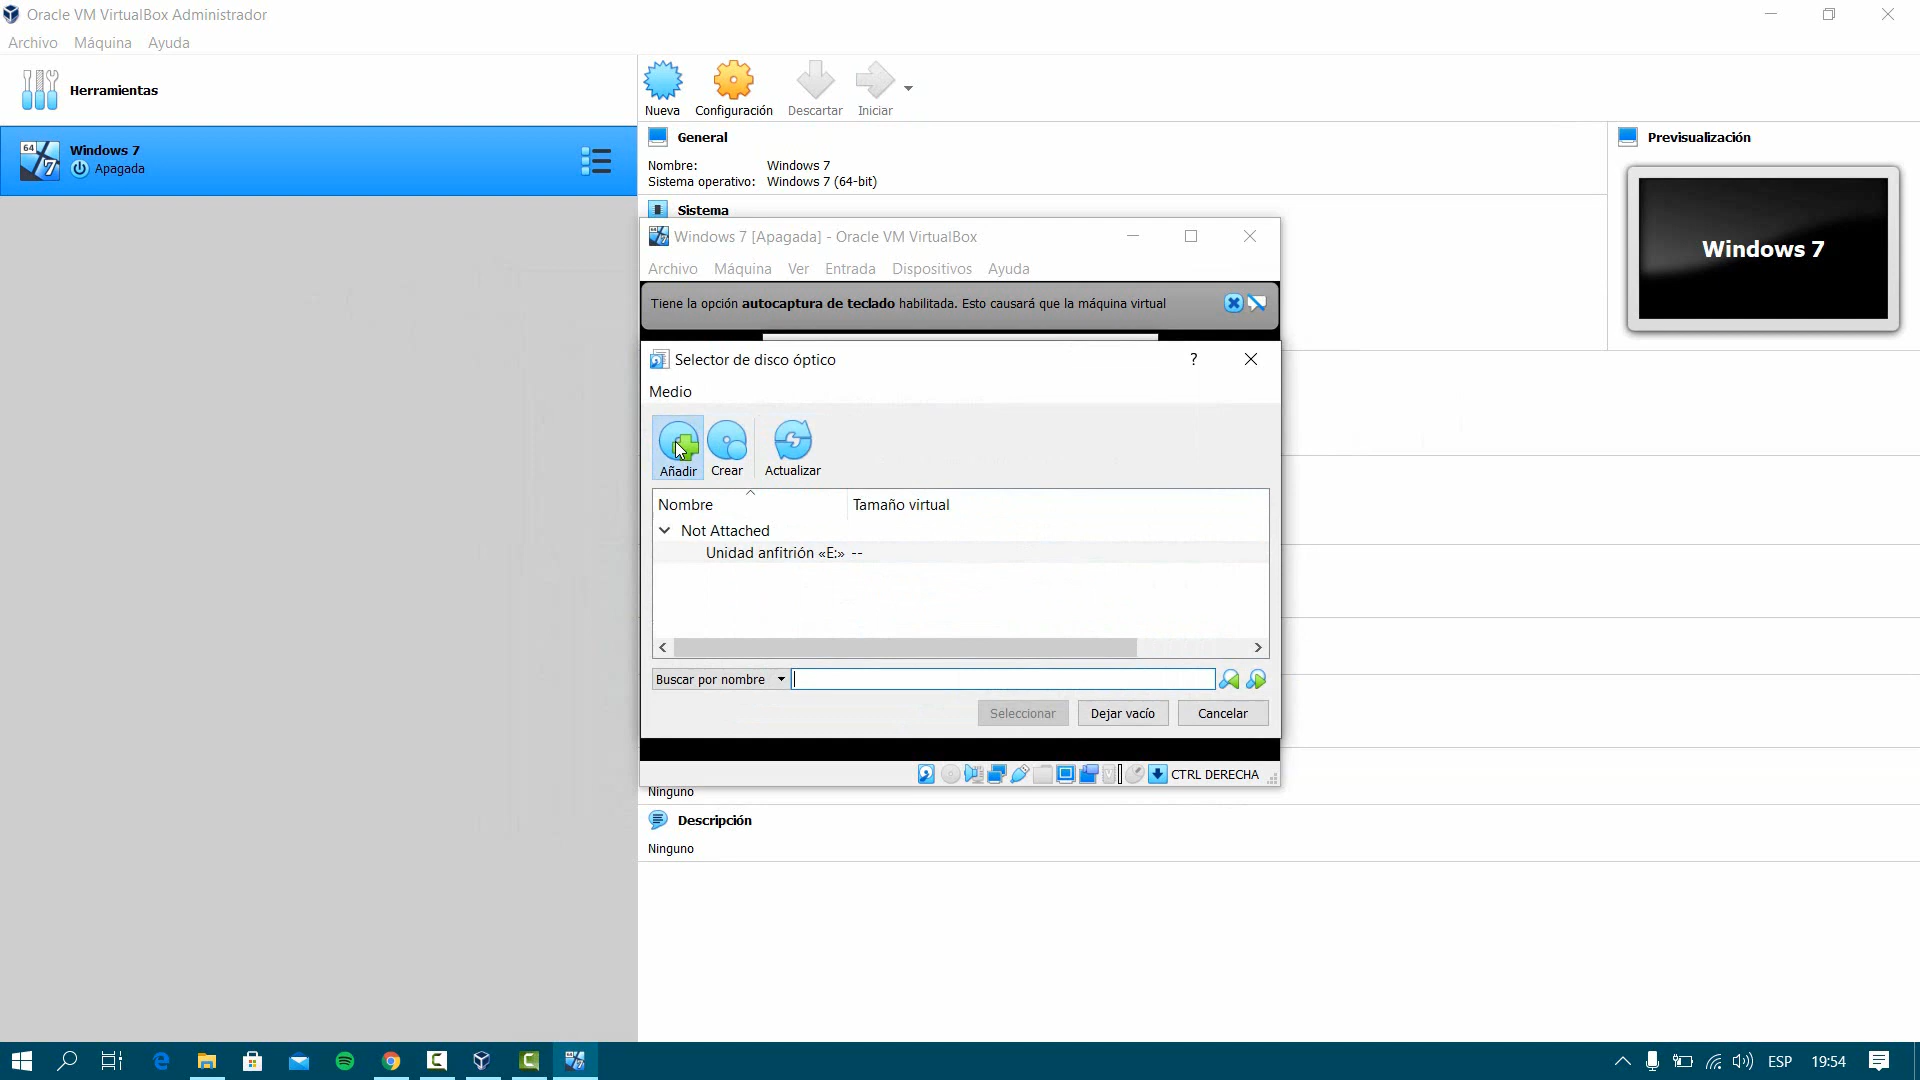 Oracle VM VirtualBox Administrador
Archivo Máquina Ayuda
Herramientas
64
7
Windows 7
Apagada
Nueva Configuración Descartar Iniciar
General
Nombre: Windows 7
Sistema operativo: Windows 7 (64-bit)
Sistema
Previsualización
Windows 7
Windows 7 [Apagada] - Oracle VM VirtualBox
Archivo Máquina Ver Entrada Dispositivos Ayuda
Tiene la opción autocaptura de teclado habilitada. Esto causará que la máquina virtual
Selector de disco óptico
?
Medio
Añadir Crear Actualizar
Nombre Tamaño virtual
Not Attached
Unidad anfitrión «E:» --
Buscar por nombre
Seleccionar Dejar vacío Cancelar
CTRL DERECHA
Ninguno
Descripción
Ninguno
ESP 19:54